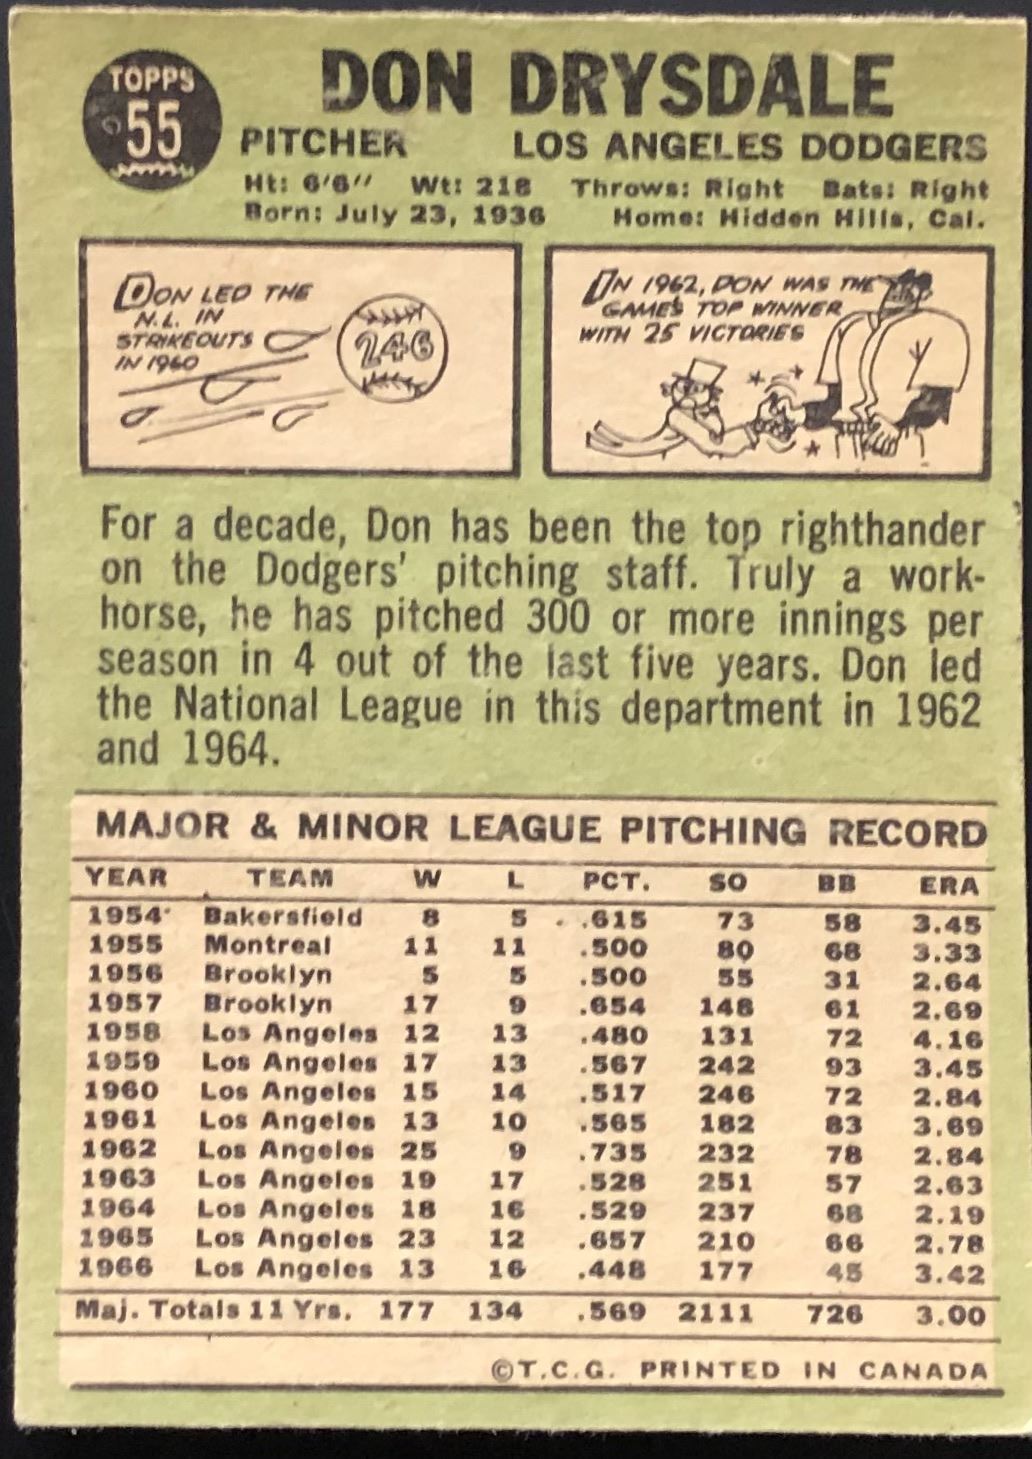 TOPPS
55
DON DRYSDALE
PITCHER LOS ANGELES DODGERS
Ht: 6'6" Wt: 218 Throws: Right Bats: Right
Born: July 23, 1936 Home: Hidden Hills, Cal.
DON LED THE
N.L. IN
STRIKEOUTS
IN 1960
246
IN 1962, DON WAS THE
GAME'S TOP WINNER
WITH 25 VICTORIES
For a decade, Don has been the top righthander
on the Dodgers' pitching staff. Truly a work-
horse, he has pitched 300 or more innings per
season in 4 out of the last five years. Don led
the National League in this department in 1962
and 1964.
MAJOR & MINOR LEAGUE PITCHING RECORD
YEAR TEAM W L PCT. SO BB ERA
1954 Bakersfield 8 5 .615 73 58 3.45
1955 Montreal 11 11 .500 80 68 3.33
1956 Brooklyn 5 5 .500 55 31 2.64
1957 Brooklyn 17 9 .654 148 61 2.69
1958 Los Angeles 12 13 .480 131 72 4.16
1959 Los Angeles 17 13 .567 242 93 3.45
1960 Los Angeles 15 14 .517 246 72 2.84
1961 Los Angeles 13 10 .565 182 83 3.69
1962 Los Angeles 25 9 .735 232 78 2.84
1963 Los Angeles 19 17 .528 251 57 2.63
1964 Los Angeles 18 16 .529 237 68 2.19
1965 Los Angeles 23 12 .657 210 66 2.78
1966 Los Angeles 13 16 .448 177 45 3.42
Maj. Totals 11 Yrs. 177 134 .569 2111 726 3.00
©T.C.G. PRINTED IN CANADA